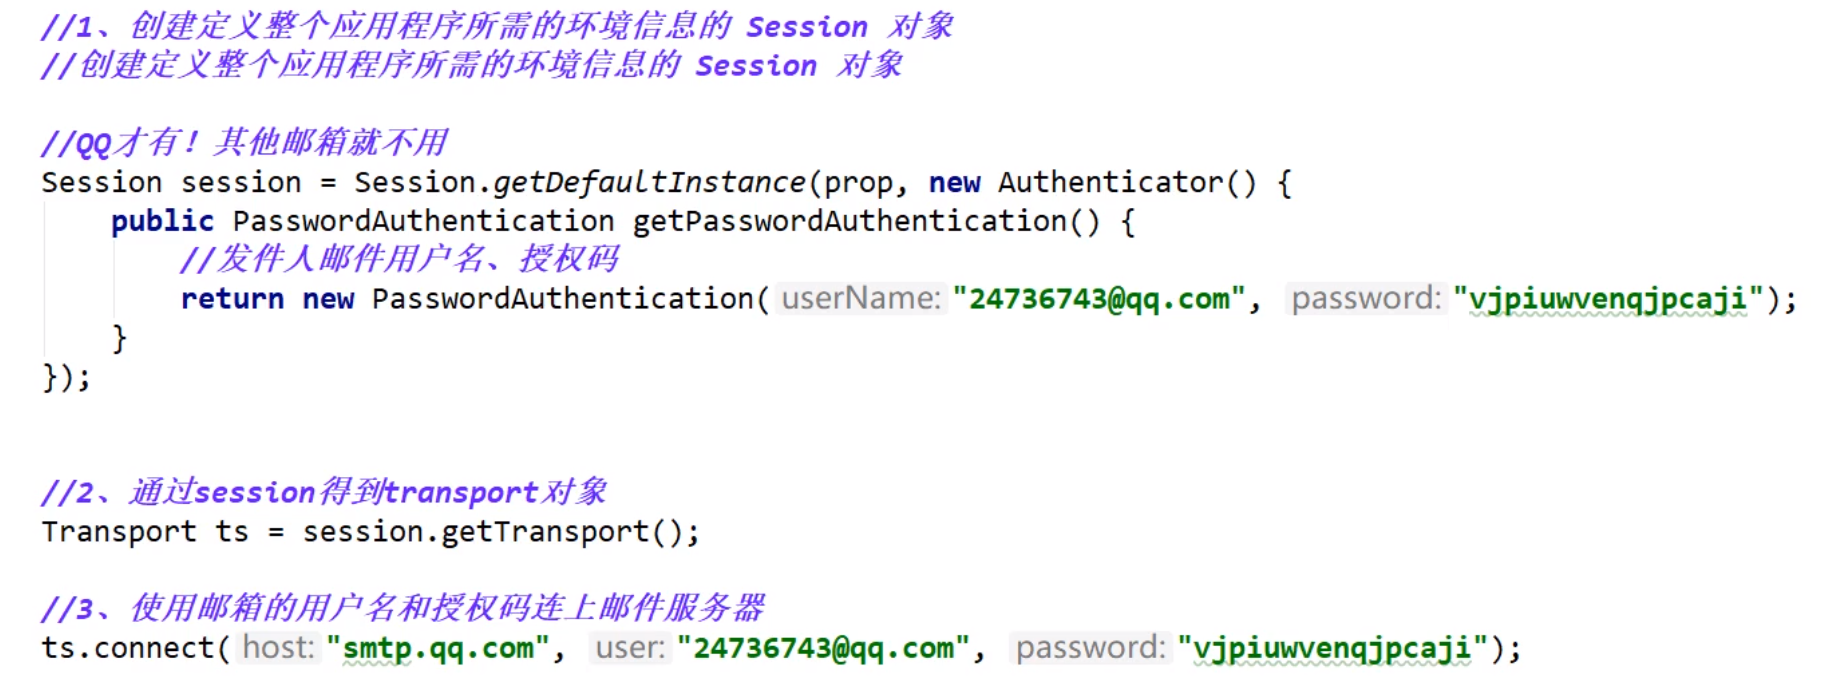 //1、创建定义整个应用程序所需的环境信息的 Session 对象
//创建定义整个应用程序所需的环境信息的 Session 对象
//QQ才有！其他邮箱就不用
Session session = Session.getDefaultInstance(prop, new Authenticator() {
public PasswordAuthentication getPasswordAuthentication() {
//发件人邮件用户名、授权码
return new PasswordAuthentication( userName: "24736743@qq.com", password: "vjpiuwvenqjpcaji");
}
});
//2、通过session得到transport对象
Transport ts = session.getTransport();
//3、使用邮箱的用户名和授权码连上邮件服务器
ts.connect( host: "smtp.qq.com", user: "24736743@qq.com", password: "vjpiuwvenqjpcaji");